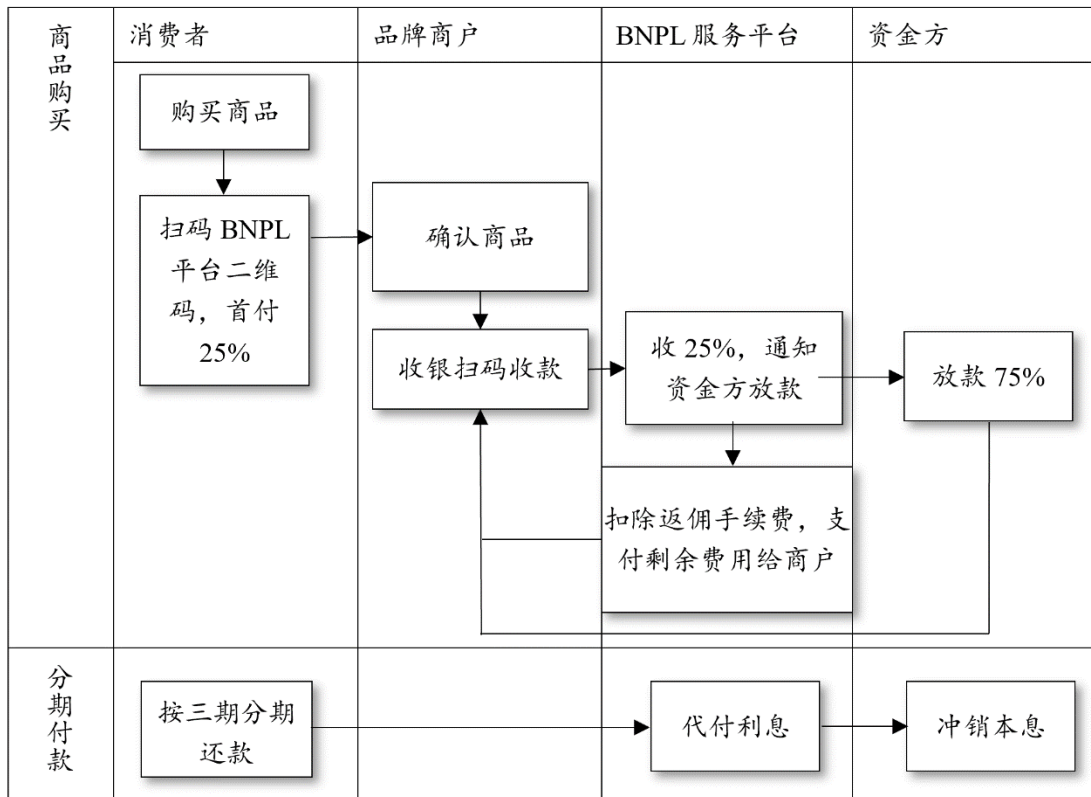 商
品
购
买
消费者
品牌商户
BNPL 服务平台
资金方
购买商品
扫码 BNPL
平台二维
码，首付
25%
确认商品
收银扫码收款
收 25%，通知
资金方放款
放款 75%
扣除返佣手续费，支
付剩余费用给商户
分
期
付
款
按三期分期
还款
代付利息
冲销本息